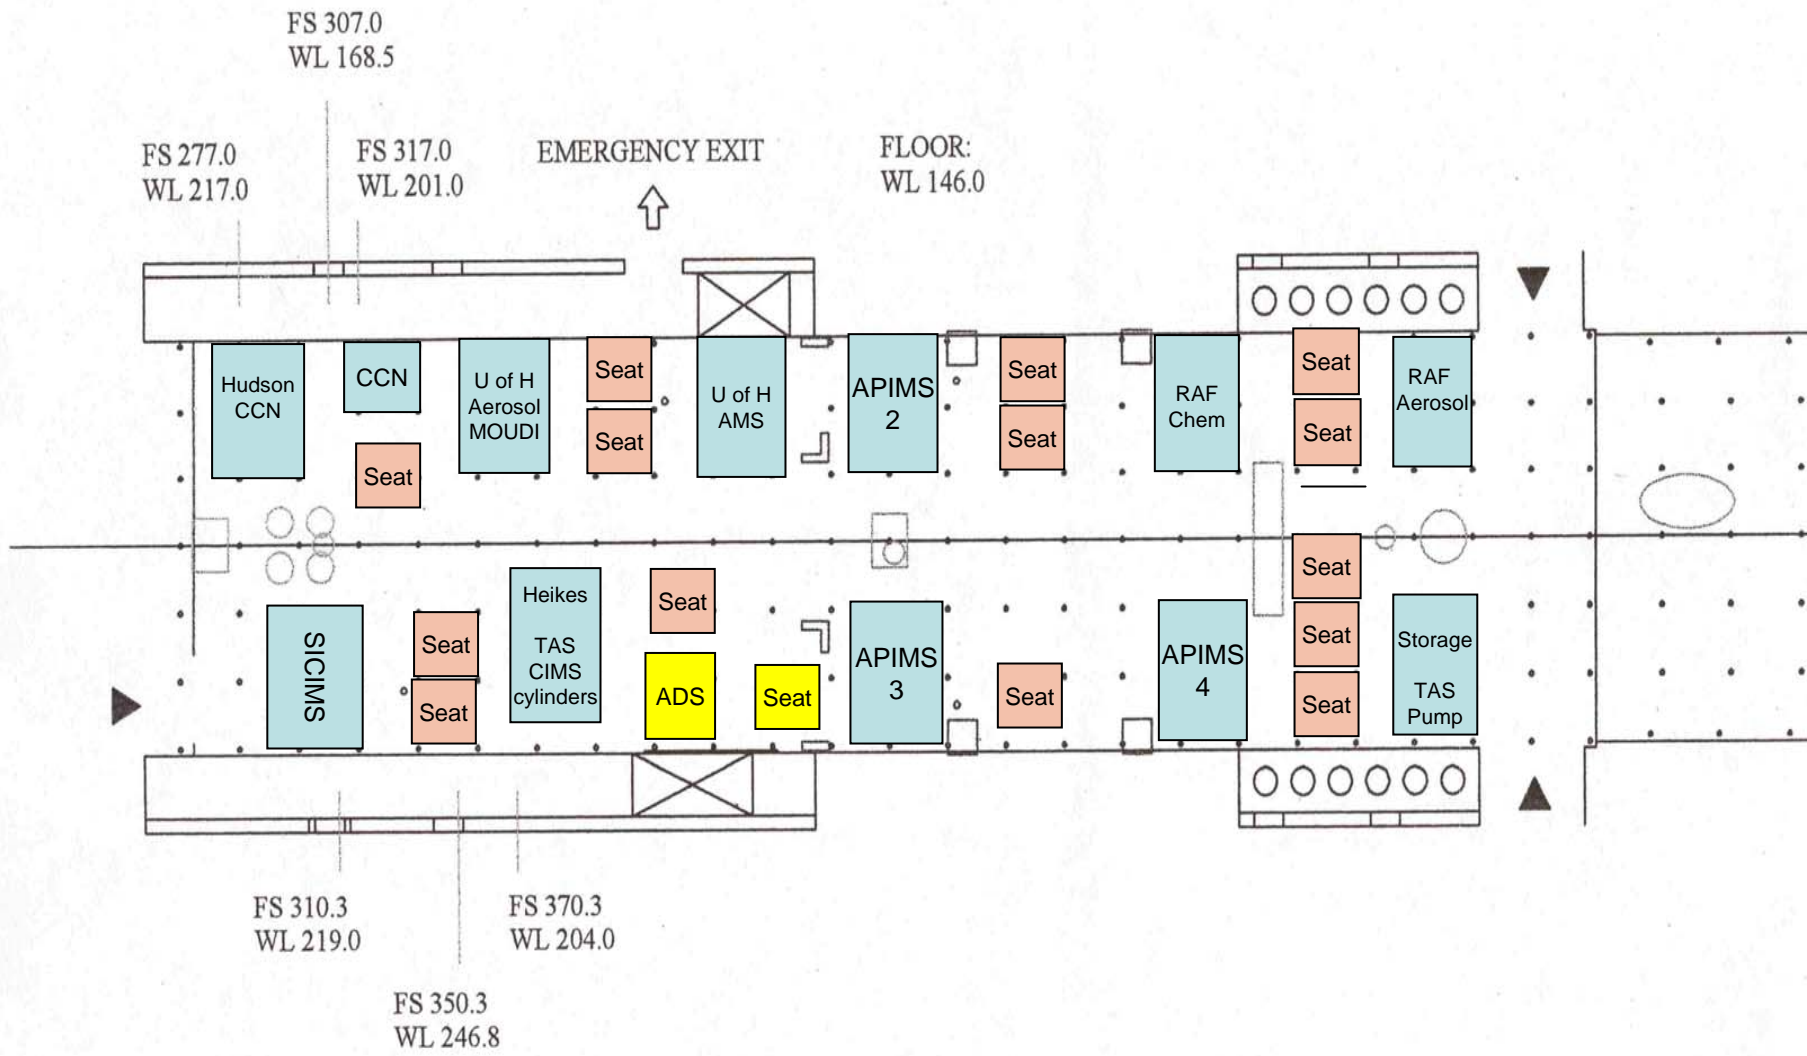 FS 307.0
WL 168.5
FS 277.0
WL 217.0
FS 317.0
WL 201.0
EMERGENCY EXIT
FLOOR:
WL 146.0
Hudson
CCN
CCN
Seat
U of H
Aerosol
MOUDI
Seat
Seat
U of H
AMS
APIMS
2
Seat
Seat
RAF
Chem
Seat
Seat
RAF
Aerosol
SICIMS
Seat
Seat
Heikes
TAS
CIMS
cylinders
Seat
ADS
Seat
APIMS
3
Seat
APIMS
4
Seat
Seat
Seat
Storage
TAS
Pump
FS 310.3
WL 219.0
FS 370.3
WL 204.0
FS 350.3
WL 246.8